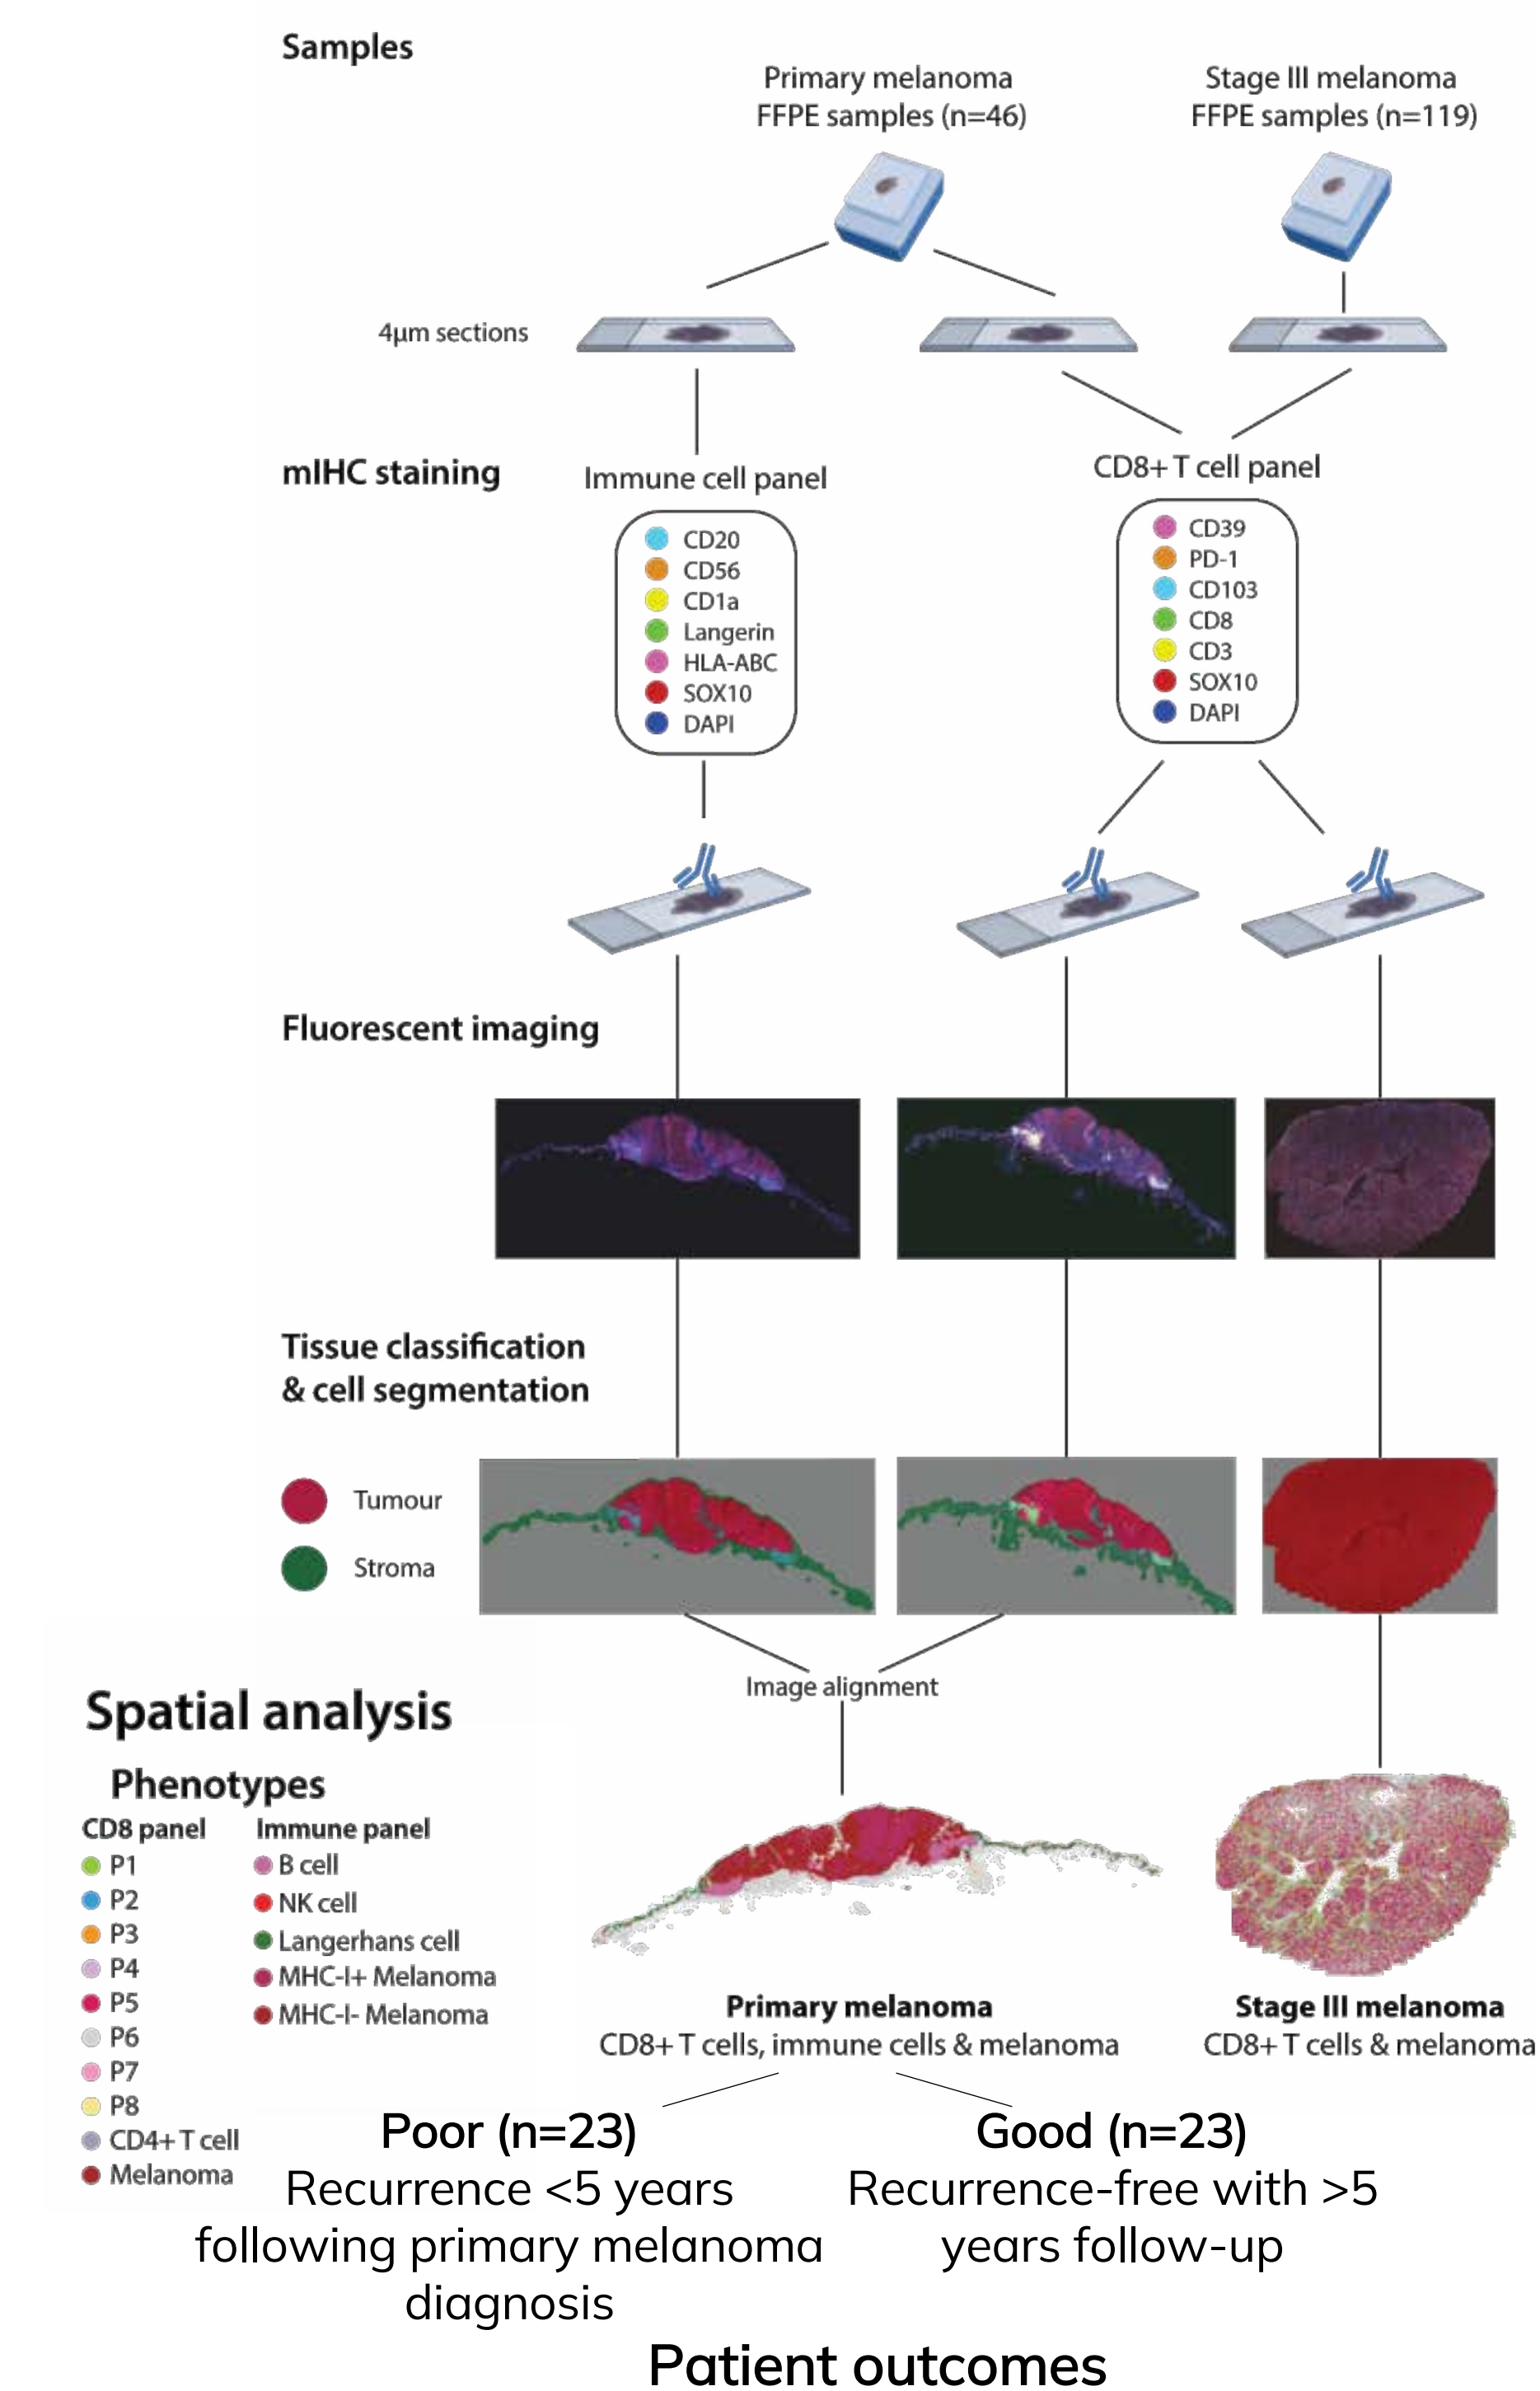 Samples
Primary melanoma
FFPE samples (n=46)
Stage III melanoma
FFPE samples (n=119)
4μm sections
mIHC staining
Immune cell panel
CD20
CD56
CD1a
Langerin
HLA-ABC
SOX10
DAPI
CD8+ T cell panel
CD39
PD-1
CD103
CD8
CD3
SOX10
DAPI
Fluorescent imaging
Tissue classification
& cell segmentation
Tumour
Stroma
Image alignment
Spatial analysis
Phenotypes
CD8 panel
P1
P2
P3
P4
P5
P6
P7
P8
CD4+ T cell
Melanoma
Immune panel
B cell
NK cell
Langerhans cell
MHC-I+ Melanoma
MHC-I- Melanoma
Primary melanoma
CD8+ T cells, immune cells & melanoma
Stage III melanoma
CD8+ T cells & melanoma
Poor (n=23)
Recurrence <5 years
following primary melanoma
diagnosis
Good (n=23)
Recurrence-free with >5
years follow-up
Patient outcomes